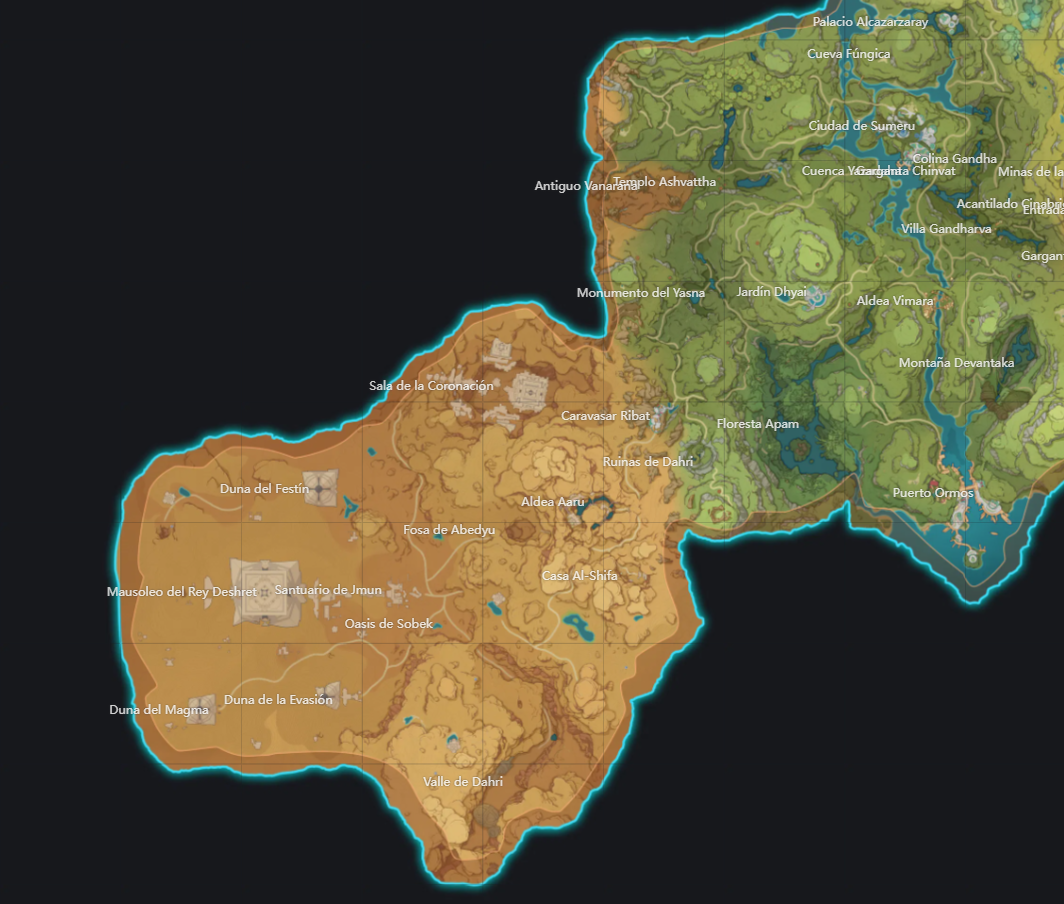 Palacio Alcazarzaray
Cueva Fúngica
Ciudad de Sumeru
Colina Gandha
Cuenca Garganta Chinvat
Minas de la
Antiguo Vanarana
Templo Ashvattha
Acantilado Cinabrio
Entrada
Villa Gandharva
Gargant
Monumento del Yasna
Jardín Dhyai
Aldea Vimara
Montaña Devantaka
Sala de la Coronación
Caravasar Ribat
Floresta Apam
Ruinas de Dahri
Duna del Festín
Puerto Ormos
Aldea Aaru
Fosa de Abedyu
Casa Al-Shifa
Mausoleo del Rey Deshret
Santuario de Jmun
Oasis de Sobek
Duna de la Evasión
Duna del Magma
Valle de Dahri